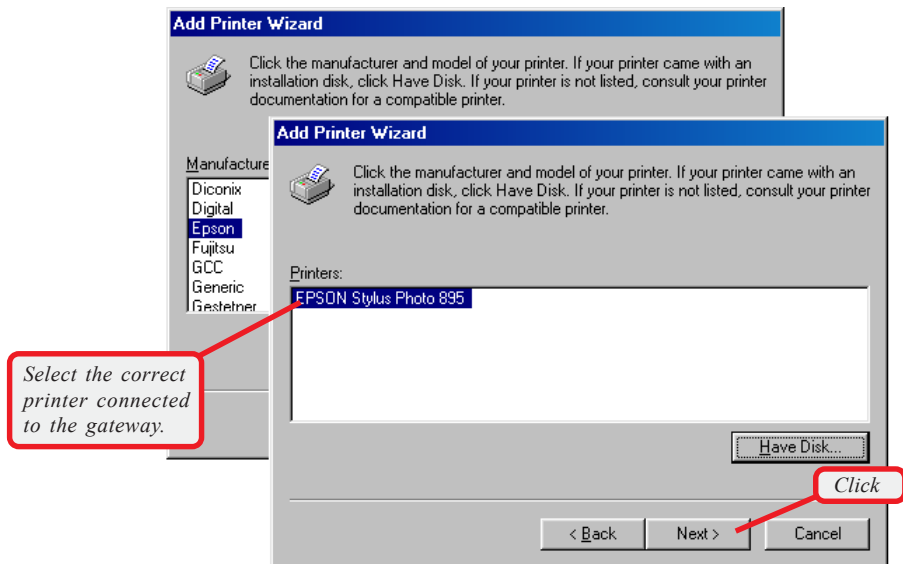 Add Printer Wizard
Click the manufacturer and model of your printer. If your printer came with an
installation disk, click Have Disk. If your printer is not listed, consult your printer
documentation for a compatible printer.
Manufacture
Diconix
Digital
Epson
Fujitsu
GCC
Generic
Gestetner
Add Printer Wizard
Click the manufacturer and model of your printer. If your printer came with an
installation disk, click Have Disk. If your printer is not listed, consult your printer
documentation for a compatible printer.
Printers:
EPSON Stylus Photo 895
Select the correct
printer connected
to the gateway.
Have Disk...
Click
< Back
Next >
Cancel